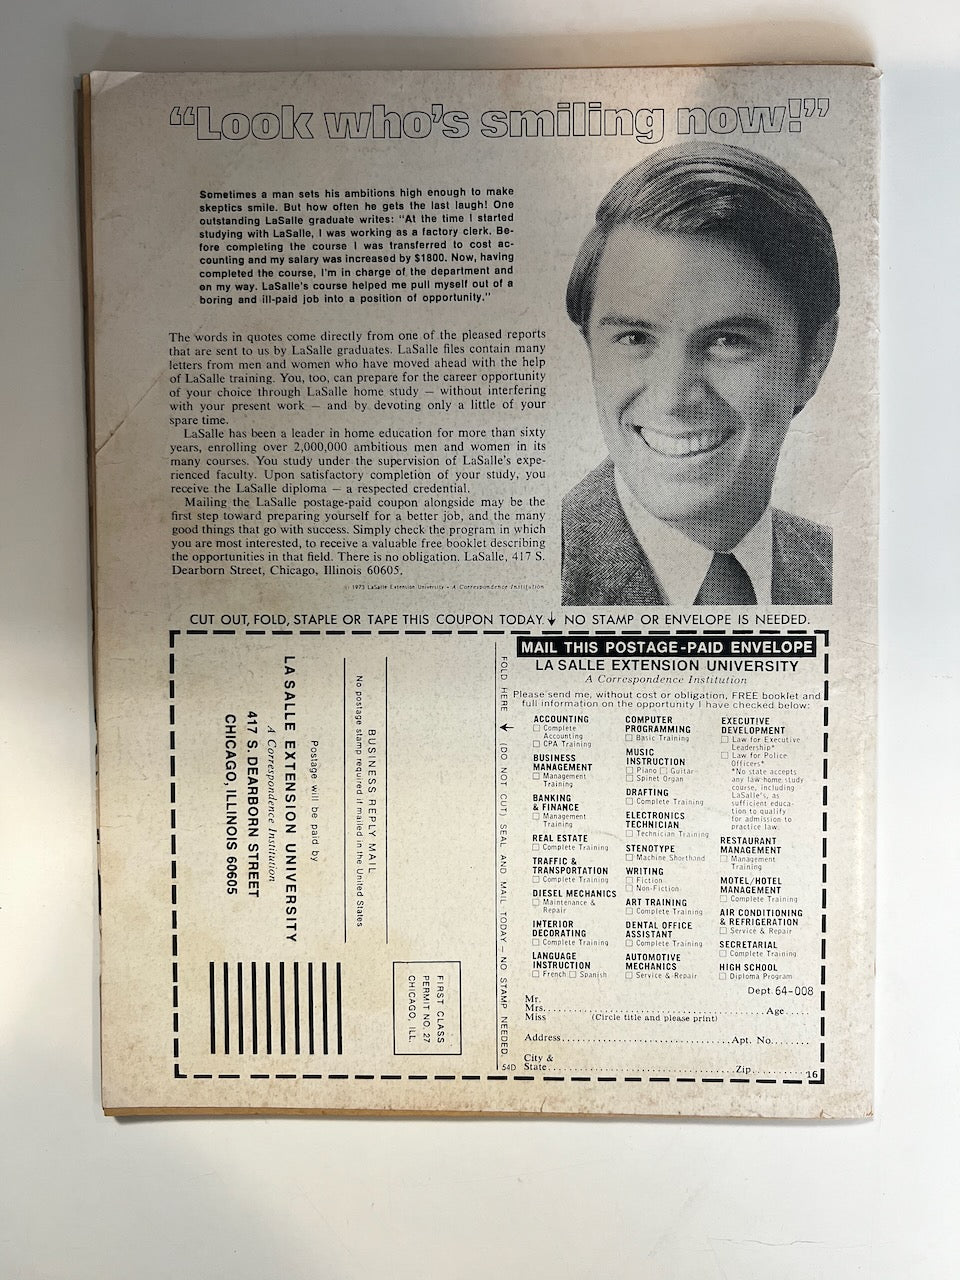 “Look who's smiling now!”
Sometimes a man sets his ambitions high enough to make
skeptics smile. But how often he gets the last laugh! One
outstanding LaSalle graduate writes: "At the time I started
studying with LaSalle, I was working as a factory clerk. Be-
fore completing the course I was transferred to cost ac-
counting and my salary was increased by $1800. Now, having
completed the course, I'm in charge of the department and
on my way. LaSalle's course helped me pull myself out of a
boring and ill-paid job into a position of opportunity."
The words in quotes come directly from one of the pleased reports
that are sent to us by LaSalle graduates. LaSalle files contain many
letters from men and women who have moved ahead with the help
of LaSalle training. You, too, can prepare for the career opportunity
of your choice through LaSalle home study — without interfering
with your present work — and by devoting only a little of your
spare time.
LaSalle has been a leader in home education for more than sixty
years, enrolling over 2,000,000 ambitious men and women in its
many courses. You study under the supervision of LaSalle's expe-
rienced faculty. Upon satisfactory completion of your study, you
receive the LaSalle diploma — a respected credential.
Mailing the LaSalle postage-paid coupon alongside may be the
first step toward preparing yourself for a better job, and the many
good things that go with success. Simply check the program in which
you are most interested, to receive a valuable free booklet describing
the opportunities in that field. There is no obligation. LaSalle, 417 S.
Dearborn Street, Chicago, Illinois 60605.
© 1973 LaSalle Extension University - A Correspondence Institution
CUT OUT, FOLD, STAPLE OR TAPE THIS COUPON TODAY. ↓ NO STAMP OR ENVELOPE IS NEEDED.
FIRST CLASS
PERMIT NO. 27
CHICAGO, ILL.
BUSINESS REPLY MAIL
No postage stamp required if mailed in the United States
Postage will be paid by
LA SALLE EXTENSION UNIVERSITY
A Correspondence Institution
417 S. DEARBORN STREET
CHICAGO, ILLINOIS 60605
FOLD HERE ← (DO NOT CUT) SEAL AND MAIL TODAY — NO STAMP NEEDED.
54D
MAIL THIS POSTAGE-PAID ENVELOPE
LA SALLE EXTENSION UNIVERSITY
A Correspondence Institution
Please send me, without cost or obligation, FREE booklet and
full information on the opportunity I have checked below:
ACCOUNTING
☐ Complete
Accounting
☐ CPA Training
BUSINESS
MANAGEMENT
☐ Management
Training
BANKING
& FINANCE
☐ Management
Training
REAL ESTATE
☐ Complete Training
TRAFFIC &
TRANSPORTATION
☐ Complete Training
DIESEL MECHANICS
☐ Maintenance &
Repair
INTERIOR
DECORATING
☐ Complete Training
LANGUAGE
INSTRUCTION
☐ French ☐ Spanish
COMPUTER
PROGRAMMING
☐ Basic Training
MUSIC
INSTRUCTION
☐ Piano ☐ Guitar
☐ Spinet Organ
DRAFTING
☐ Complete Training
ELECTRONICS
TECHNICIAN
☐ Technician Training
STENOTYPE
☐ Machine Shorthand
WRITING
☐ Fiction
☐ Non-Fiction
ART TRAINING
☐ Complete Training
DENTAL OFFICE
ASSISTANT
☐ Complete Training
AUTOMOTIVE
MECHANICS
☐ Service & Repair
EXECUTIVE
DEVELOPMENT
☐ Law for Executive
Leadership*
☐ Law for Police
Officers*
*No state accepts
any law home study
course, including
LaSalle's, as
sufficient educa-
tion to qualify
for admission to
practice law.
RESTAURANT
MANAGEMENT
☐ Management
Training
MOTEL/HOTEL
MANAGEMENT
☐ Complete Training
AIR CONDITIONING
& REFRIGERATION
☐ Service & Repair
SECRETARIAL
☐ Complete Training
HIGH SCHOOL
☐ Diploma Program
Dept. 64-008
Mr.
Mrs. Age
Miss (Circle title and please print)
Address Apt. No.
City &
State Zip 16